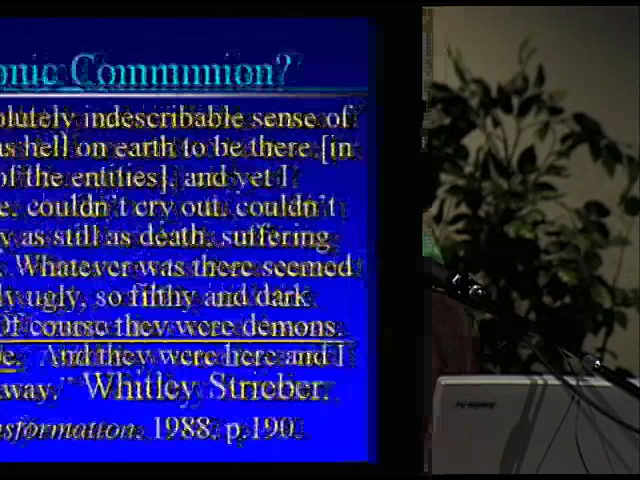 onic Communion?
olutely indescribable sense of
as hell on earth to be there [in
of the entities], and yet I
e, couldn't cry out, couldn't
y as still as death, suffering
. Whatever was there seemed
ly ugly, so filthy and dark
Of course they were demons.
e. And they were here and I
away." Whitley Strieber.
nsformation. 1988. p.190.